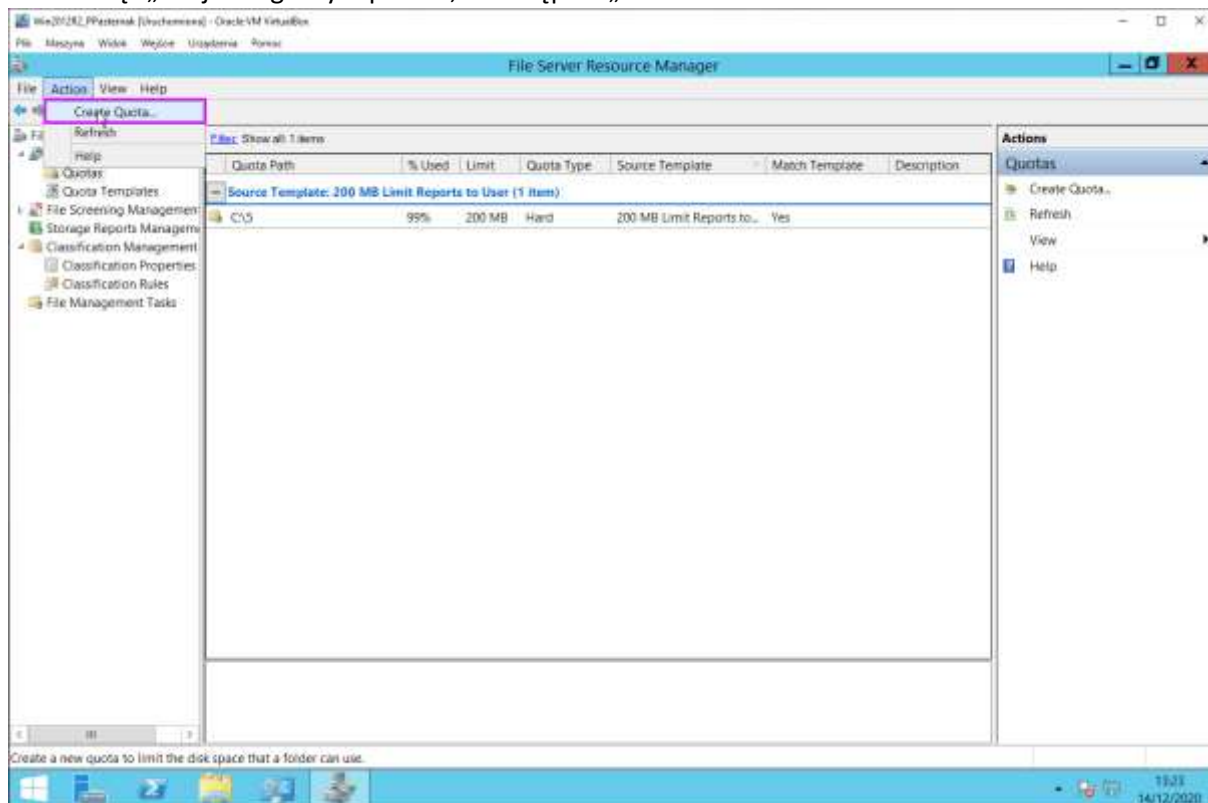 Win2012R2_PPasternak [Uruchomiona] - Oracle VM VirtualBox
Plik Maszyna Widok Wejście Urządzenia Pomoc
File Server Resource Manager
File Action View Help
Create Quota...
Refresh
Help
Quotas
Quota Templates
File Screening Managemen
Storage Reports Managem
Classification Management
Classification Properties
Classification Rules
File Management Tasks
Filter: Show all: 1 items
Quota Path % Used Limit Quota Type Source Template Match Template Description
Source Template: 200 MB Limit Reports to User (1 item)
C:\5 99% 200 MB Hard 200 MB Limit Reports to... Yes
Actions
Quotas
Create Quota...
Refresh
View
Help
Create a new quota to limit the disk space that a folder can use.
13:23
14/12/2020